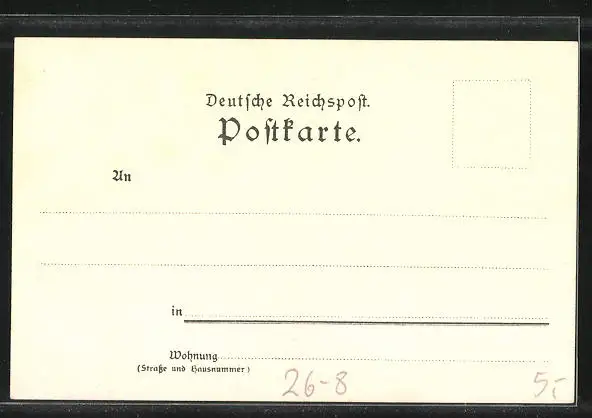 Deutsche Reichspost.
Postkarte.
An
in
Wohnung
(Straße und Hausnummer)
26-8
5,-